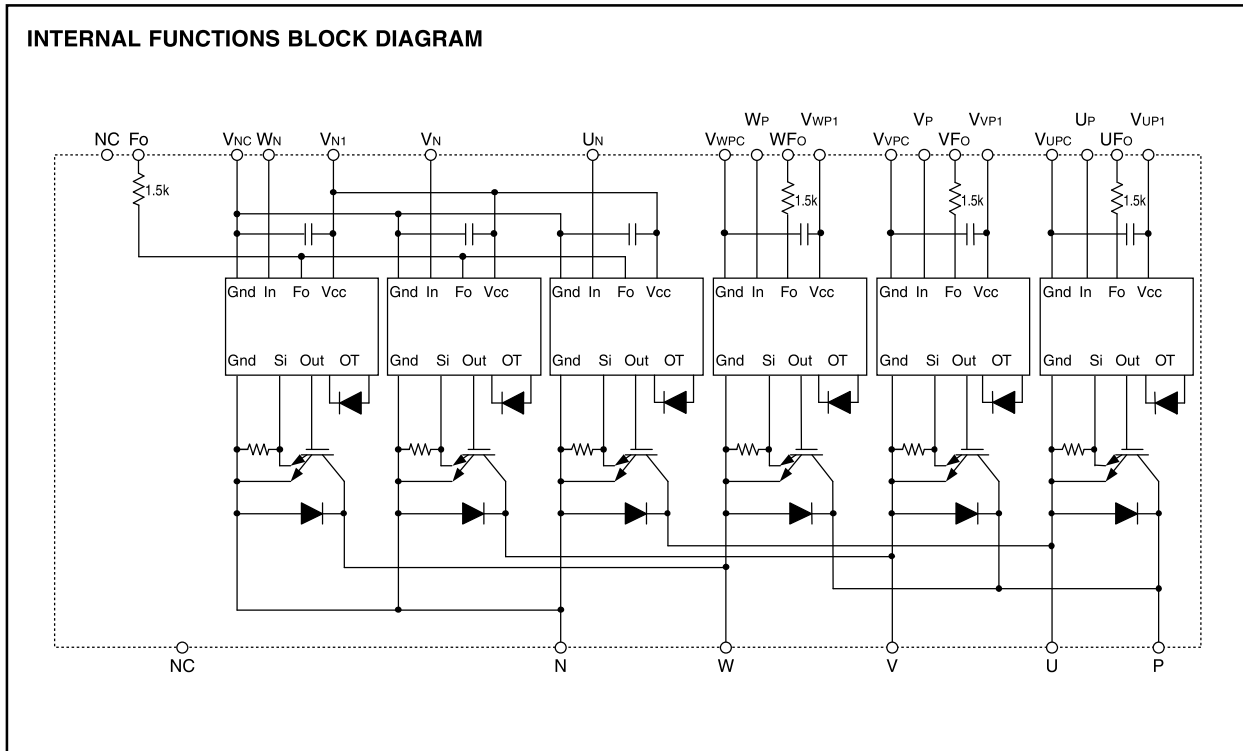 INTERNAL FUNCTIONS BLOCK DIAGRAM
WP VWP1 VP VVP1 UP VUP1
NC FO VNC WN VN1 VN UN VWPC WFO VVPC VFO VUPC UFO
1.5k 1.5k 1.5k 1.5k
Gnd In Fo Vcc Gnd In Fo Vcc Gnd In Fo Vcc Gnd In Fo Vcc Gnd In Fo Vcc Gnd In Fo Vcc
Gnd Si Out OT Gnd Si Out OT Gnd Si Out OT Gnd Si Out OT Gnd Si Out OT Gnd Si Out OT
NC N W V U P